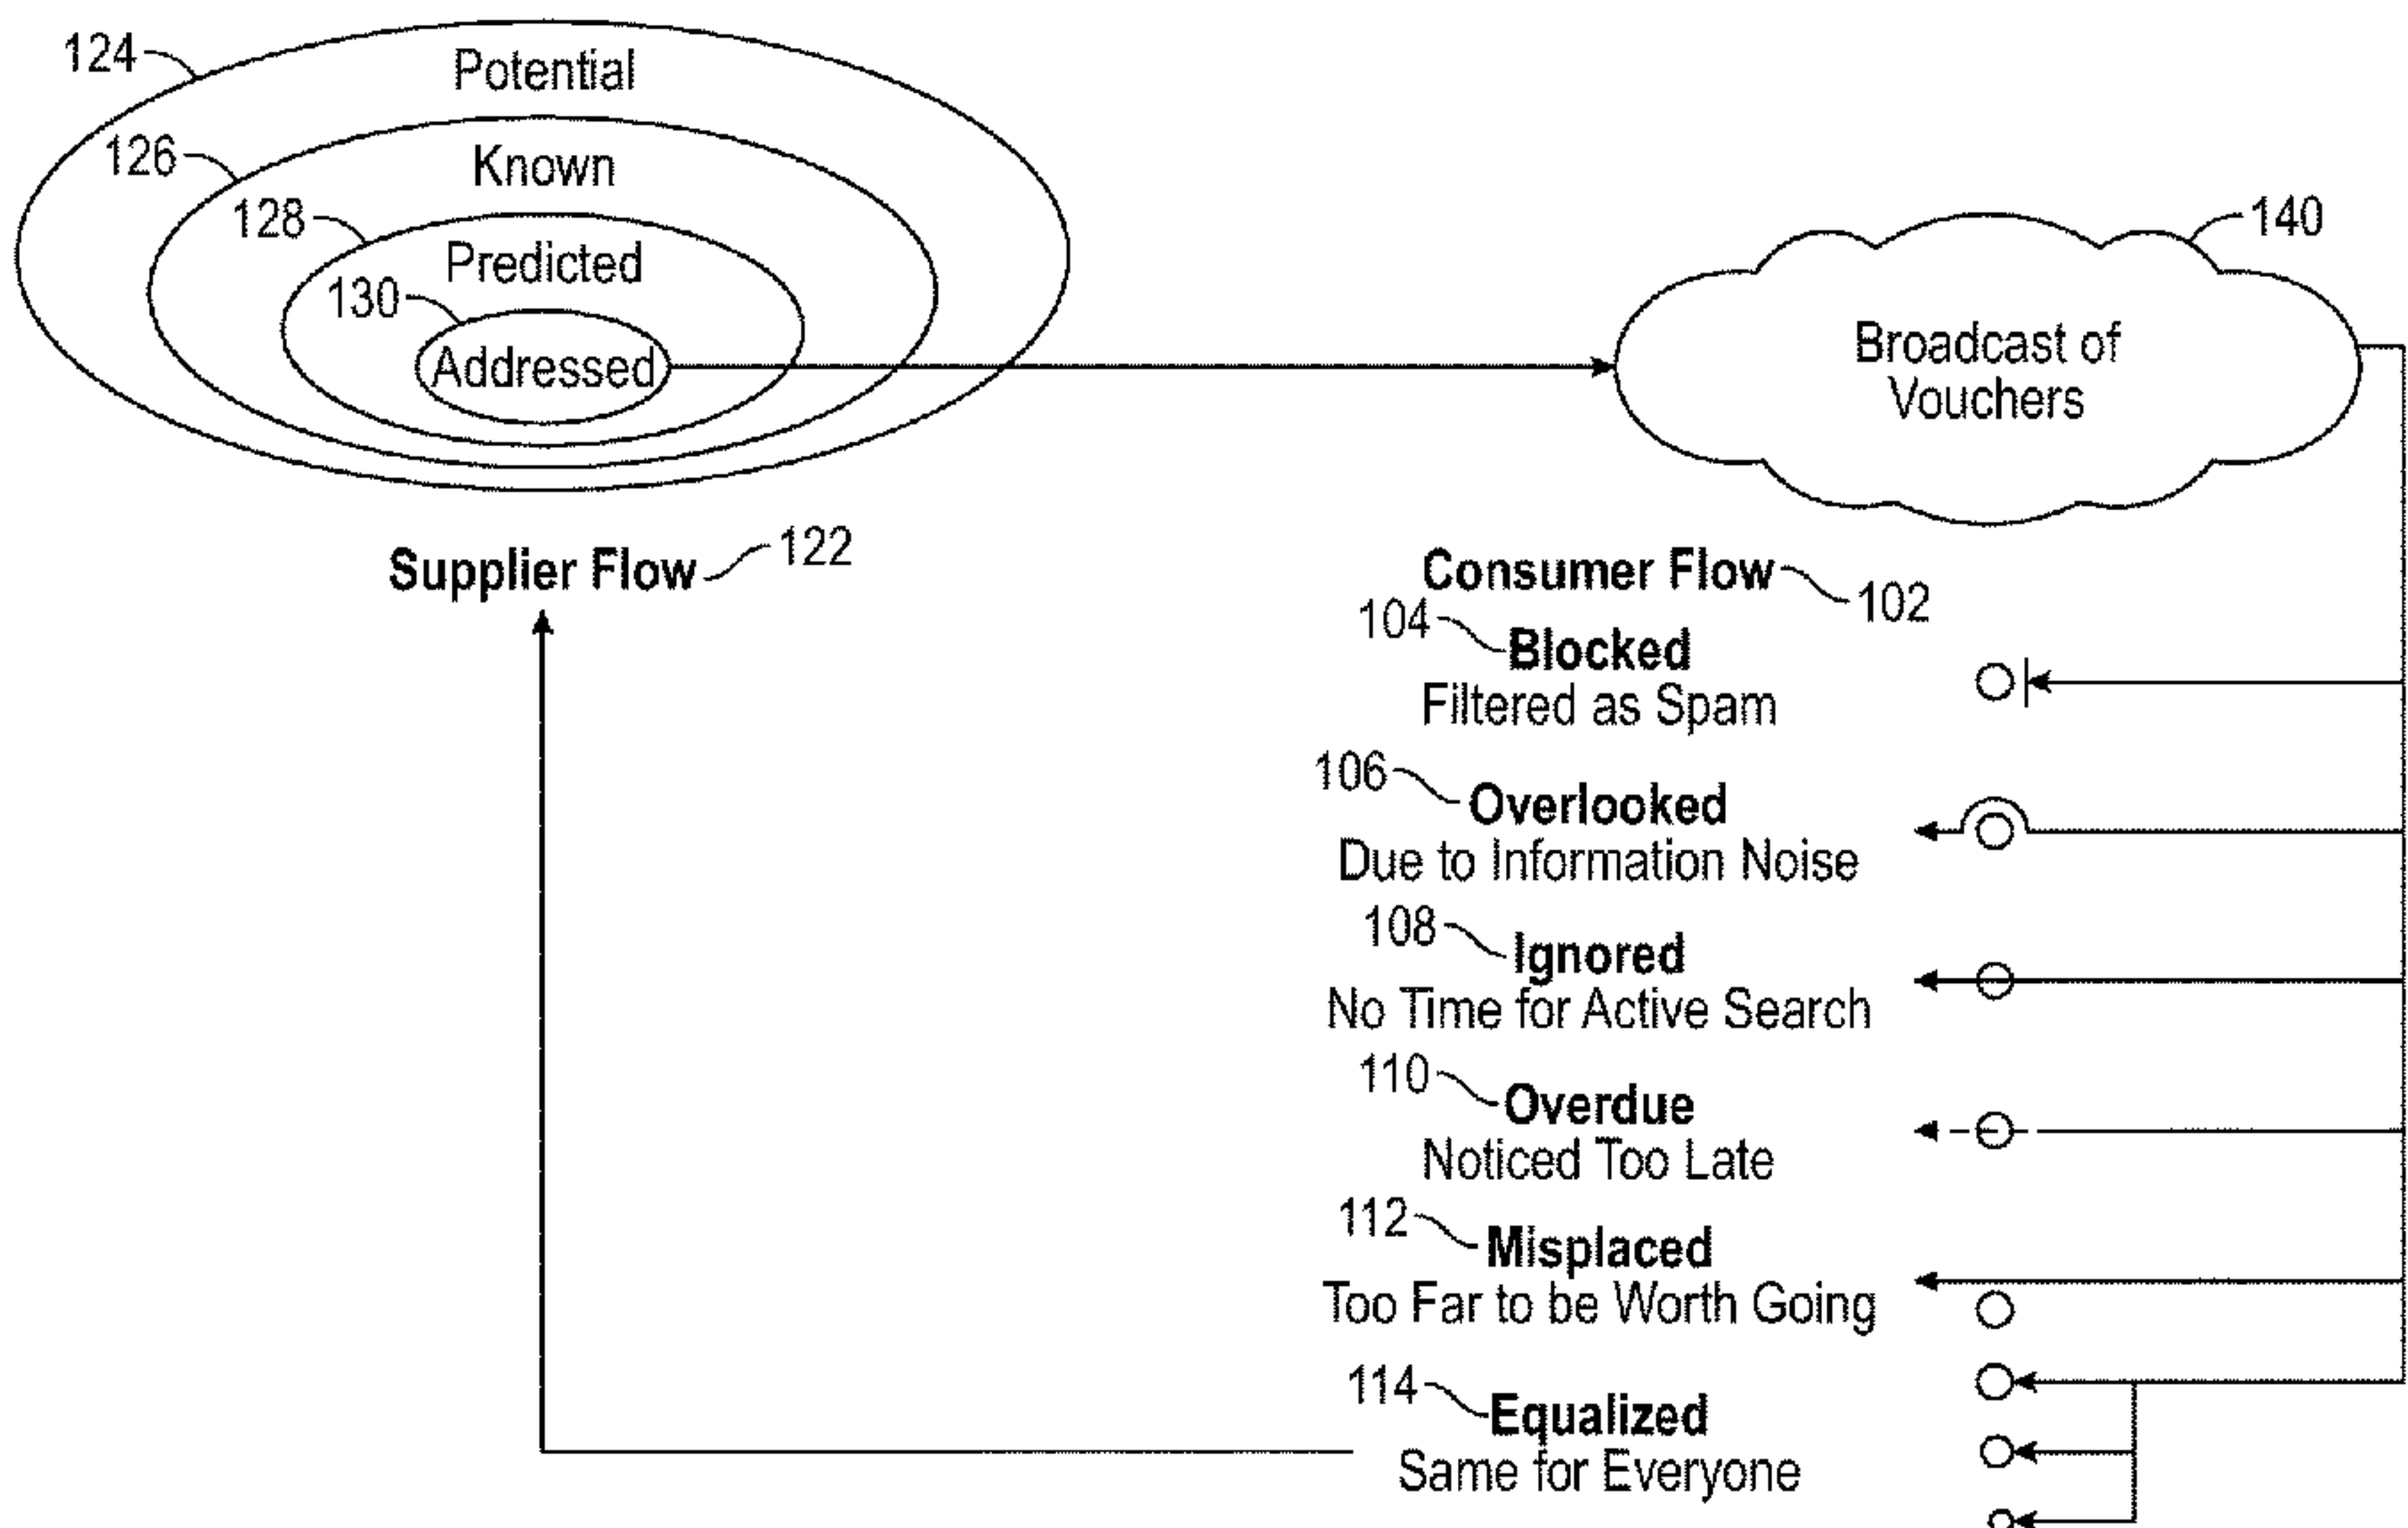 124
Potential
126
Known
128
Predicted
130
Addressed
140
Broadcast of
Vouchers
Supplier Flow
122
Consumer Flow
102
104
Blocked
Filtered as Spam
106
Overlooked
Due to Information Noise
108
Ignored
No Time for Active Search
110
Overdue
Noticed Too Late
112
Misplaced
Too Far to be Worth Going
114
Equalized
Same for Everyone